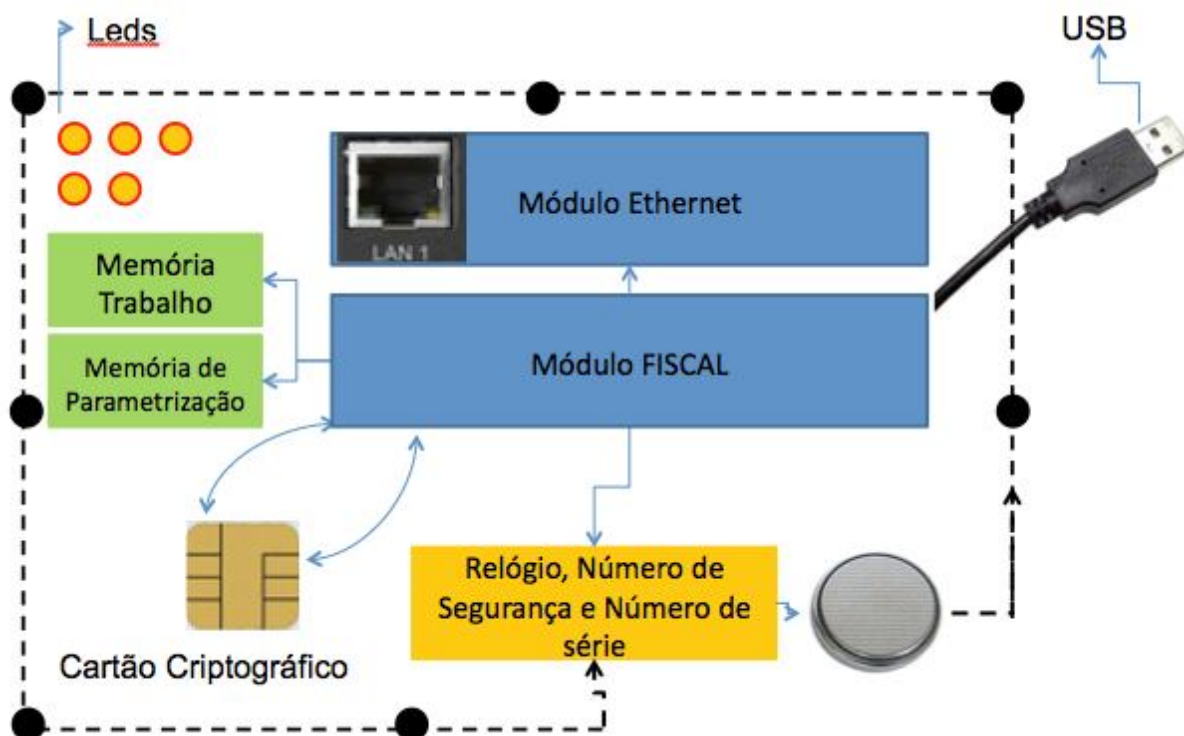 Leds
USB
LAN 1
Módulo Ethernet
Memória
Trabalho
Módulo FISCAL
Memória de
Parametrização
Relógio, Número de
Segurança e Número de
série
Cartão Criptográfico